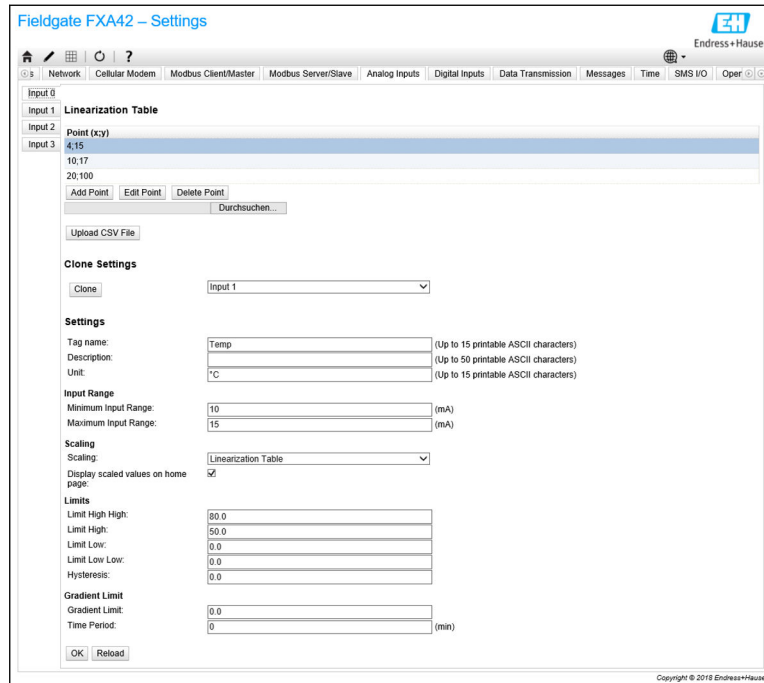 Fieldgate FXA42 – Settings
EH
Endress+Hause
?
s Network Cellular Modem Modbus Client/Master Modbus Server/Slave Analog Inputs Digital Inputs Data Transmission Messages Time SMS I/O Oper
Input 0
Input 1
Input 2
Input 3
Linearization Table
Point (x;y)
4;15
10;17
20;100
Add Point Edit Point Delete Point
Durchsuchen...
Upload CSV File
Clone Settings
Clone Input 1
Settings
Tag name: Temp (Up to 15 printable ASCII characters)
Description: (Up to 50 printable ASCII characters)
Unit: °C (Up to 15 printable ASCII characters)
Input Range
Minimum Input Range: 10 (mA)
Maximum Input Range: 15 (mA)
Scaling
Scaling: Linearization Table
Display scaled values on home
page:
Limits
Limit High High: 80.0
Limit High: 50.0
Limit Low: 0.0
Limit Low Low: 0.0
Hysteresis: 0.0
Gradient Limit
Gradient Limit: 0.0
Time Period: 0 (min)
OK Reload
Copyright © 2018 Endress+Hause